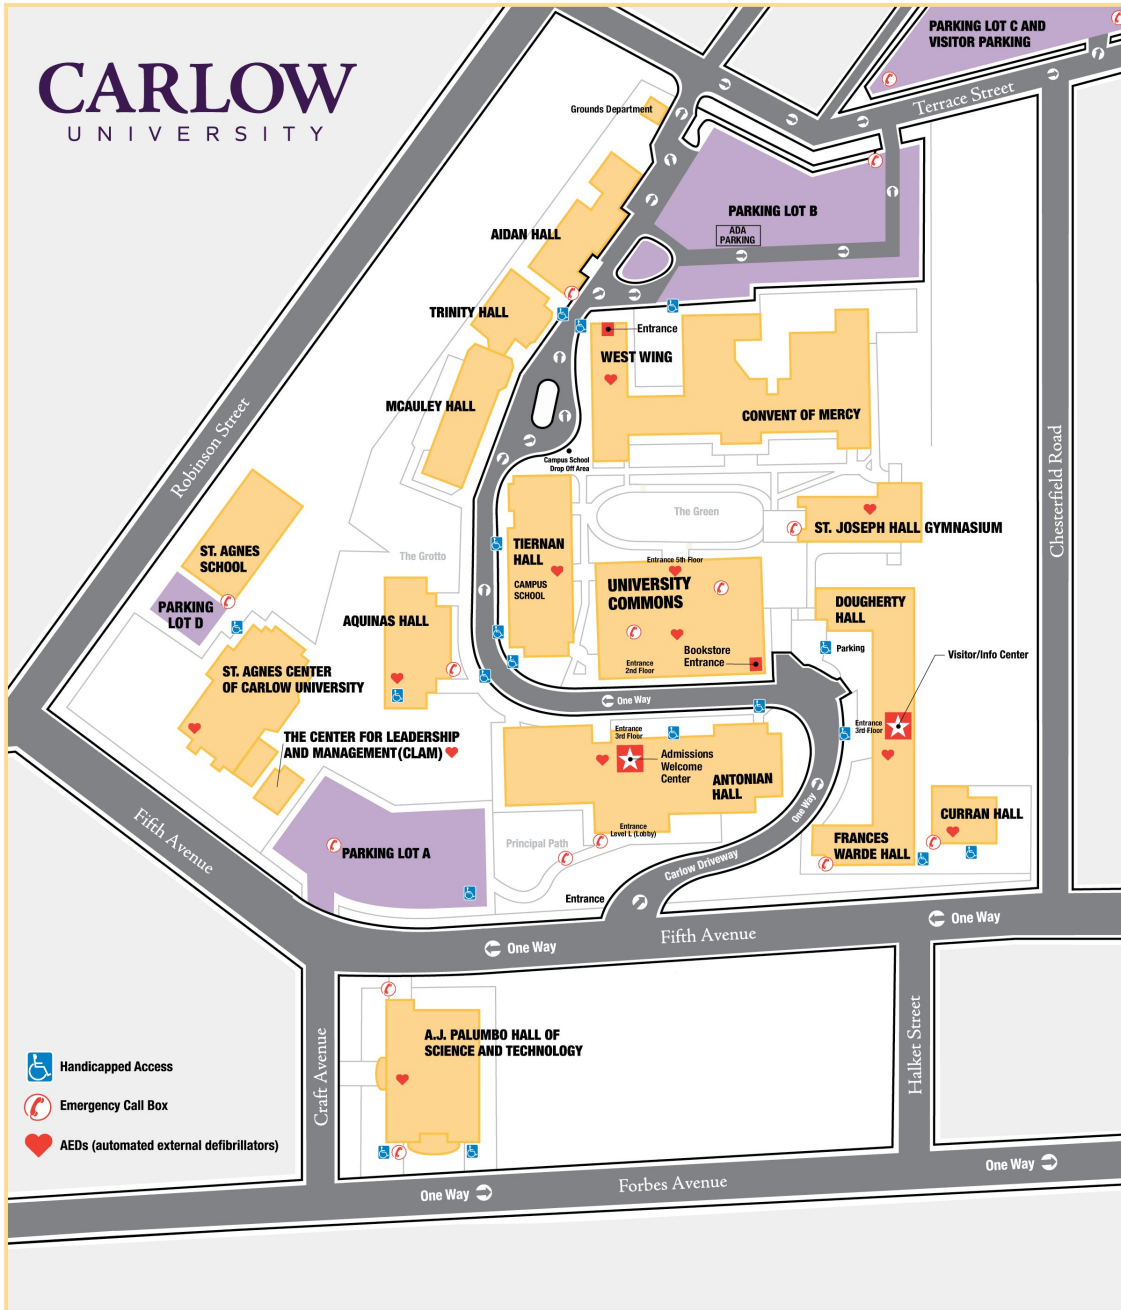 CARLOW
UNIVERSITY
PARKING LOT C AND
VISITOR PARKING
Terrace Street
Grounds Department
PARKING LOT B
ADA
PARKING
AIDAN HALL
TRINITY HALL
Entrance
WEST WING
MCAULEY HALL
CONVENT OF MERCY
Robinson Street
Chesterfield Road
Campus School
Drop Off Area
The Green
ST. JOSEPH HALL GYMNASIUM
The Grotto
TIERNAN
HALL
CAMPUS
SCHOOL
Entrance 5th Floor
UNIVERSITY
COMMONS
ST. AGNES
SCHOOL
PARKING
LOT D
AQUINAS HALL
DOUGHERTY
HALL
Parking
Bookstore
Entrance
Entrance
2nd Floor
Visitor/Info Center
ST. AGNES CENTER
OF CARLOW UNIVERSITY
One Way
Entrance
3rd Floor
Entrance
3rd Floor
THE CENTER FOR LEADERSHIP
AND MANAGEMENT(CLAM)
Admissions
Welcome
Center
ANTONIAN
HALL
One Way
Fifth Avenue
CURRAN HALL
Entrance
Level L (Lobby)
FRANCES
WARDE HALL
Principal Path
PARKING LOT A
Carlow Driveway
Entrance
One Way
Fifth Avenue
One Way
A.J. PALUMBO HALL OF
SCIENCE AND TECHNOLOGY
Craft Avenue
Halket Street
Handicapped Access
Emergency Call Box
AEDs (automated external defibrillators)
One Way
Forbes Avenue
One Way